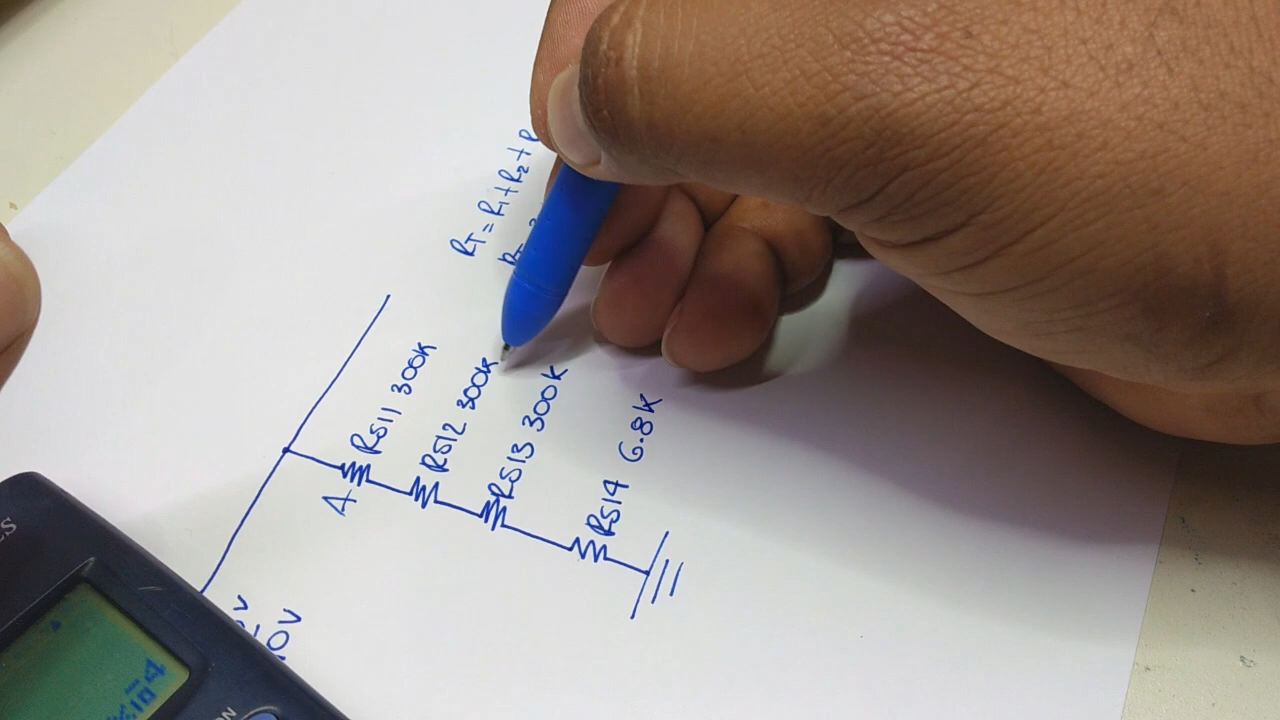 RT = R1 + R2 +
RS11 300K
RS12 300K
RS13 300K
RS14 6.8K
A